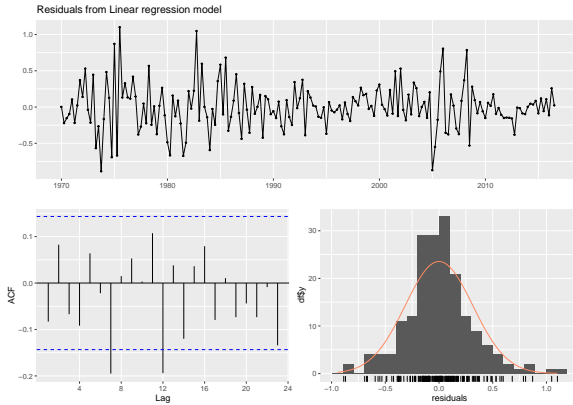 Residuals from Linear regression model
1.0
0.5
0.0
−0.5
1970 1980 1990 2000 2010
0.1
0.0
−0.1
−0.2
ACF
4 8 12 16 20 24
Lag
30
20
10
0
df$y
−1.0 −0.5 0.0 0.5 1.0
residuals